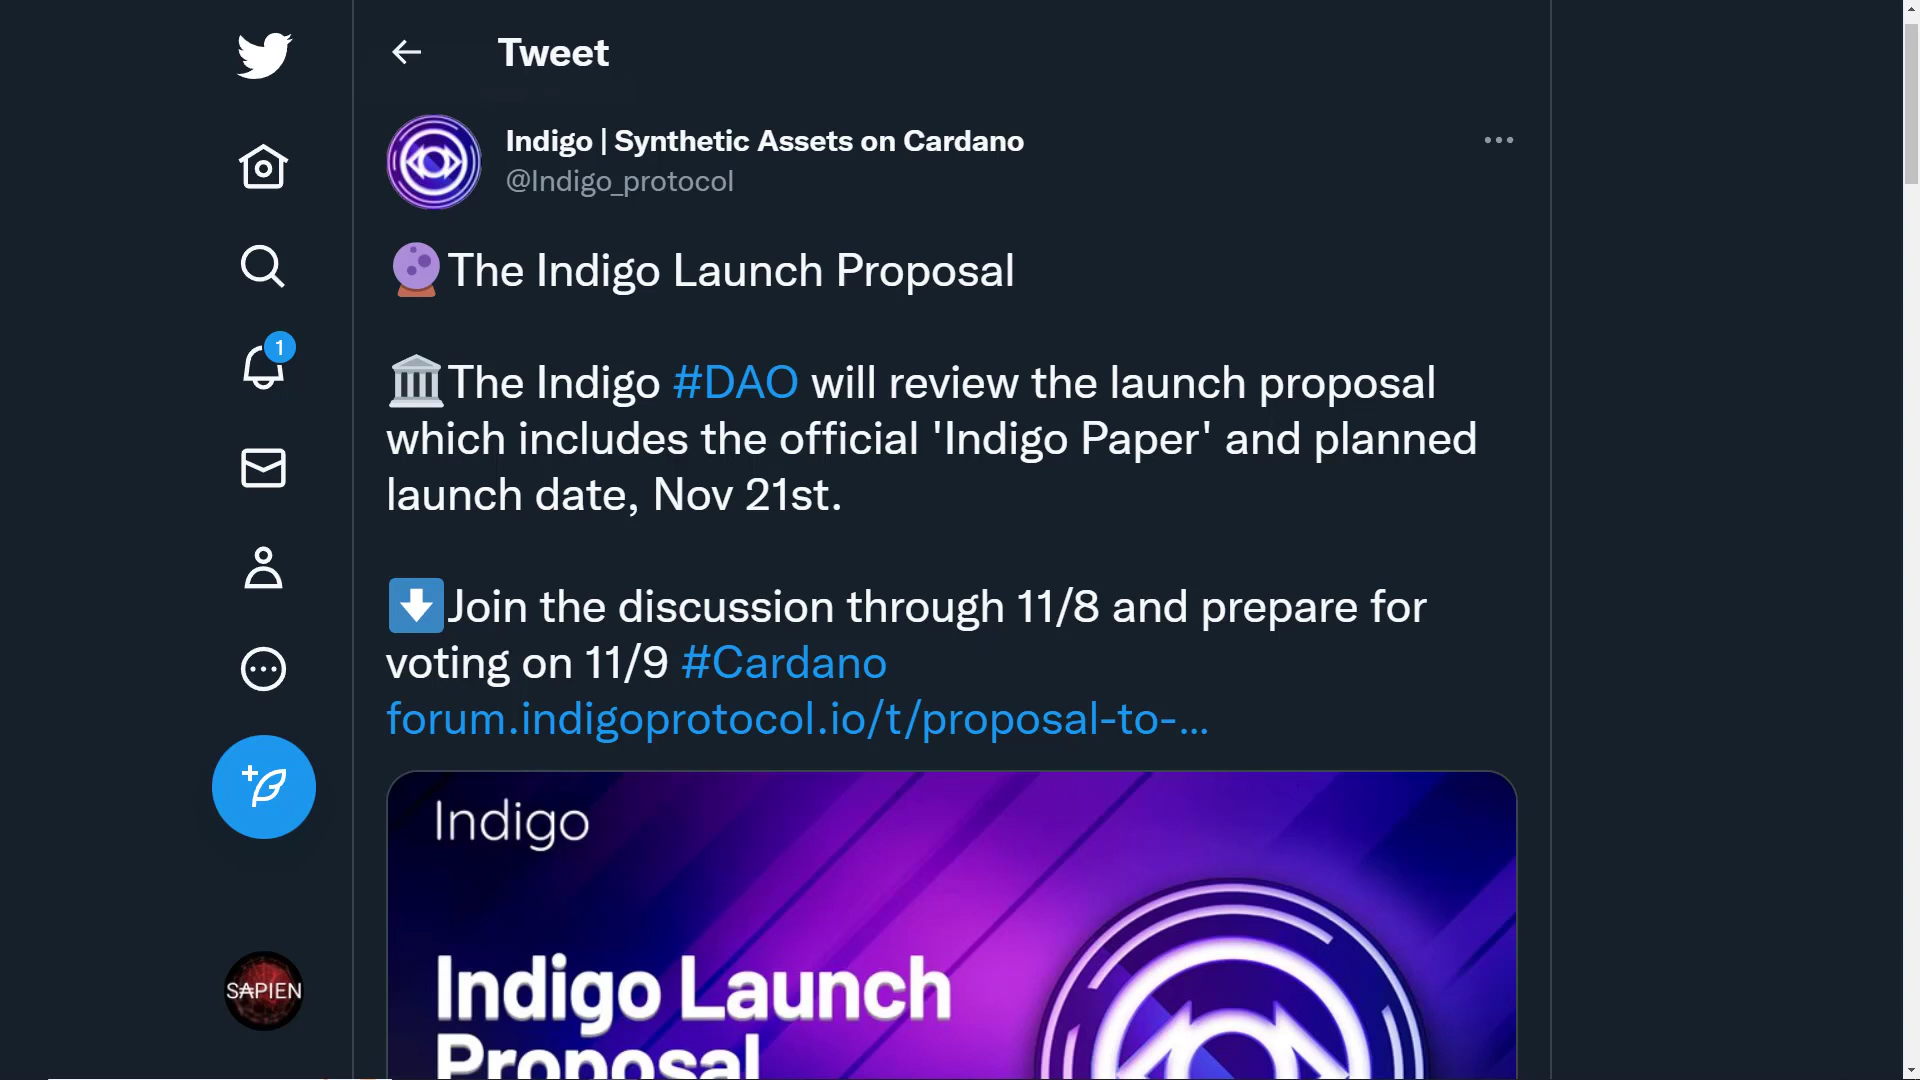 Tweet
Indigo | Synthetic Assets on Cardano
@Indigo_protocol
The Indigo Launch Proposal
The Indigo #DAO will review the launch proposal
which includes the official 'Indigo Paper' and planned
launch date, Nov 21st.
1
Join the discussion through 11/8 and prepare for
voting on 11/9 #Cardano
forum.indigoprotocol.io/t/proposal-to-...
Indigo
Indigo Launch
Proposal
S₳PIEN